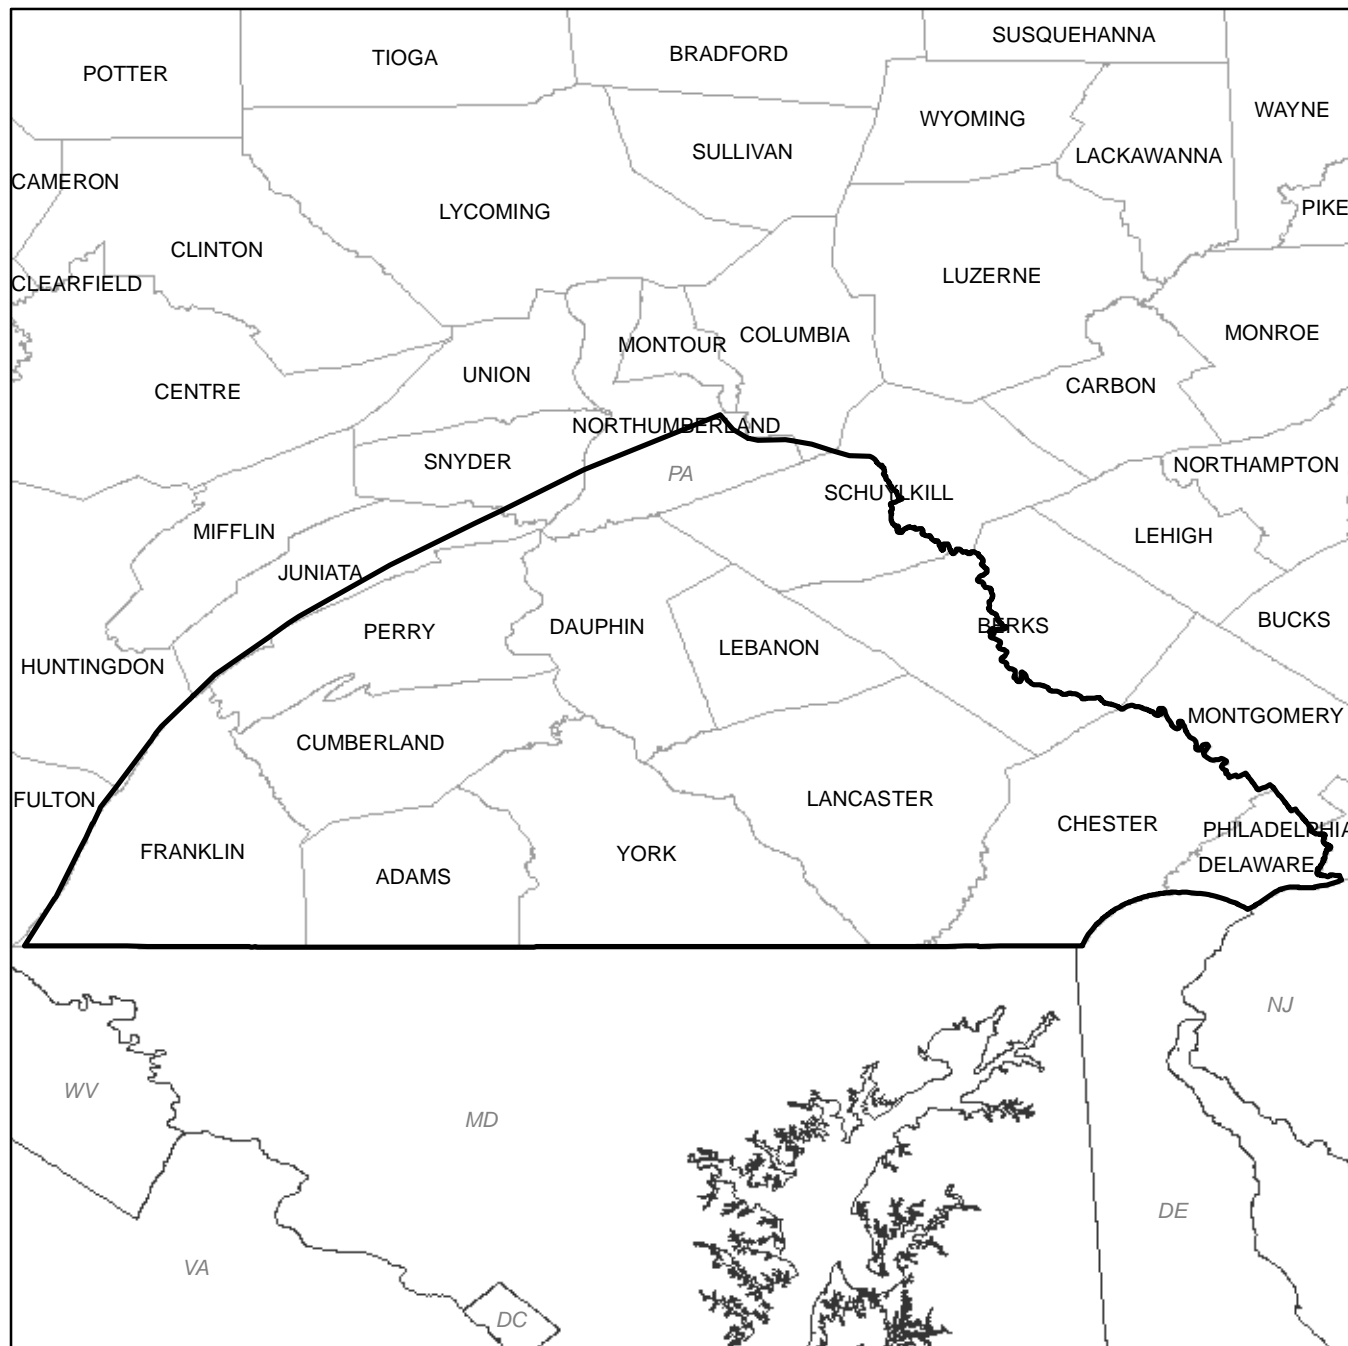 SUSQUEHANNA
BRADFORD
TIOGA
POTTER
WAYNE
WYOMING
SULLIVAN
LACKAWANNA
CAMERON
PIKE
LYCOMING
CLINTON
LUZERNE
CLEARFIELD
MONROE
COLUMBIA
MONTOUR
UNION
CARBON
CENTRE
NORTHUMBERLAND
SNYDER
NORTHAMPTON
PA
SCHUYLKILL
MIFFLIN
LEHIGH
JUNIATA
BUCKS
BERKS
DAUPHIN
PERRY
LEBANON
HUNTINGDON
MONTGOMERY
CUMBERLAND
FULTON
LANCASTER
CHESTER
PHILADELPHIA
FRANKLIN
YORK
DELAWARE
ADAMS
NJ
WV
MD
DE
VA
DC